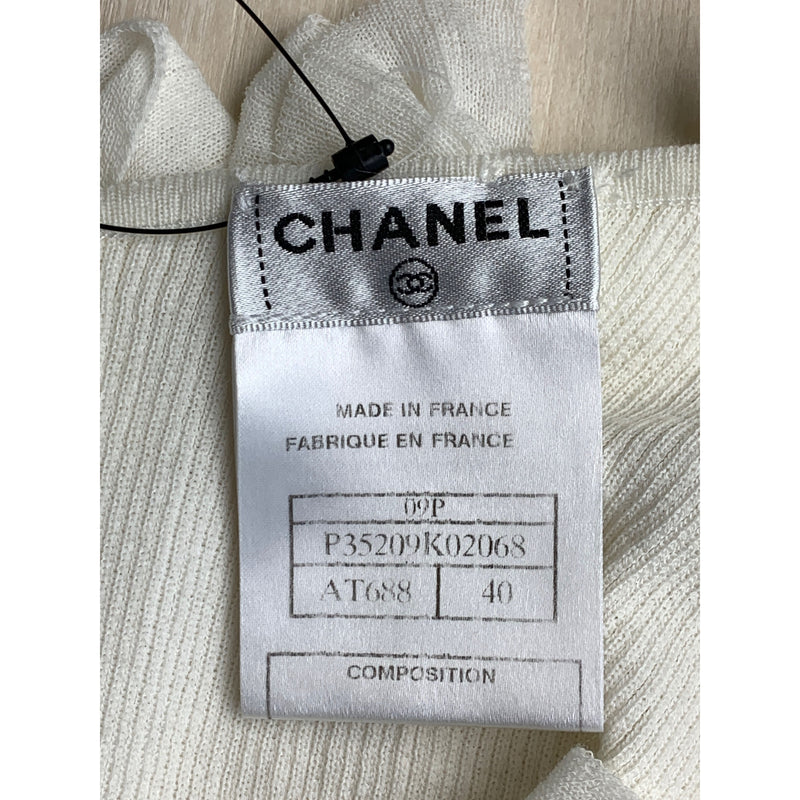 CHANEL
MADE IN FRANCE
FABRIQUE EN FRANCE
09P
P35209K02068
AT688 40
COMPOSITION